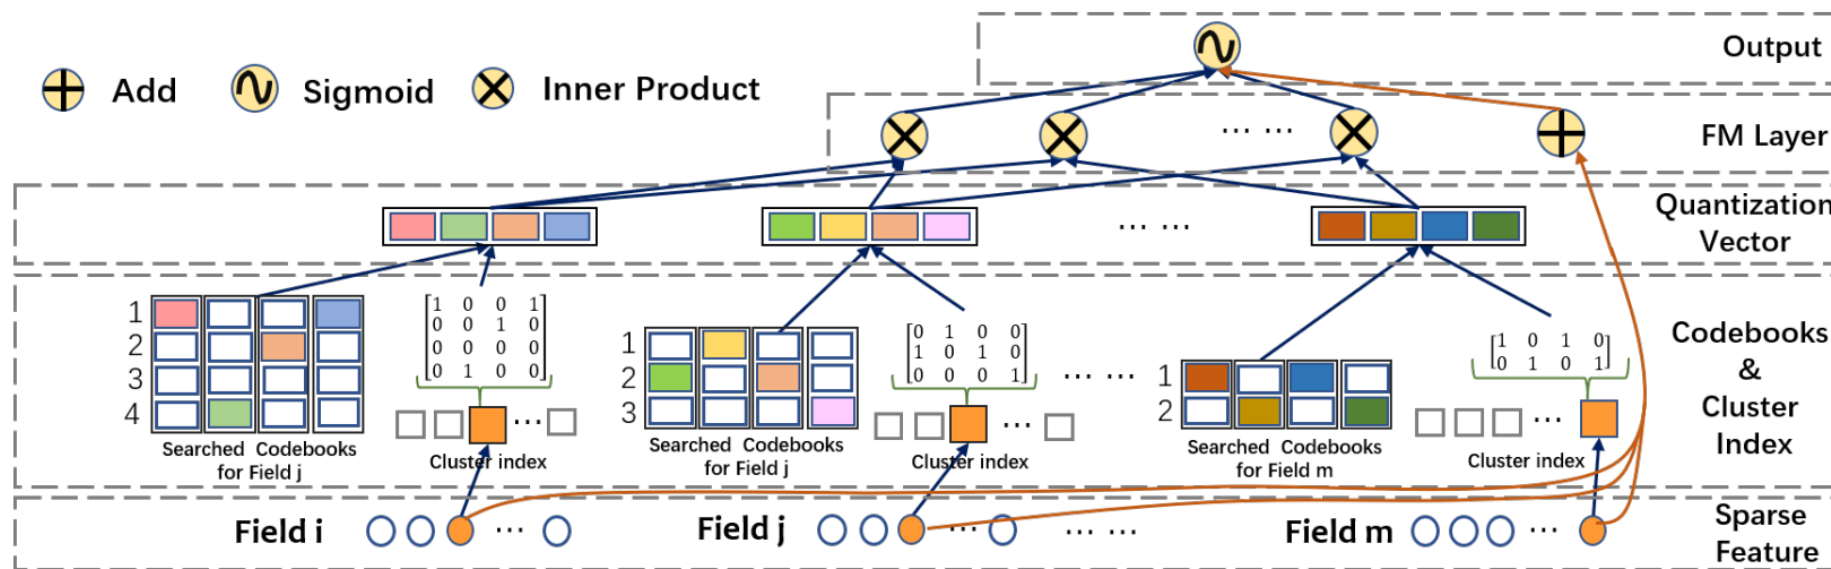 Output
Add
Sigmoid
Inner Product
... ...
FM Layer
... ...
Quantization
Vector
1
2
3
4
1 0 0 1
0 0 1 0
0 0 0 0
0 1 0 0
...
Searched Codebooks
for Field j
Cluster index
1
2
3
0 1 0 0
1 0 1 0
0 0 0 1
...
Searched Codebooks
for Field j
Cluster index
... ...
1
2
1 0 1 0
0 1 0 1
...
Searched Codebooks
for Field m
Cluster index
Codebooks
&
Cluster
Index
Field i
...
Field j
...
... ...
Field m
...
Sparse
Feature